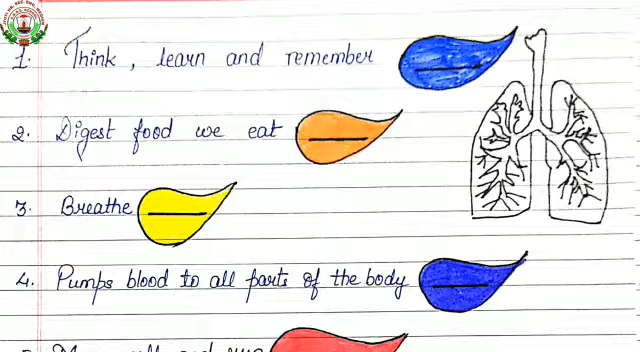 1. Think, learn and remember
2. Digest food we eat
3. Breathe
4. Pumps blood to all parts of the body